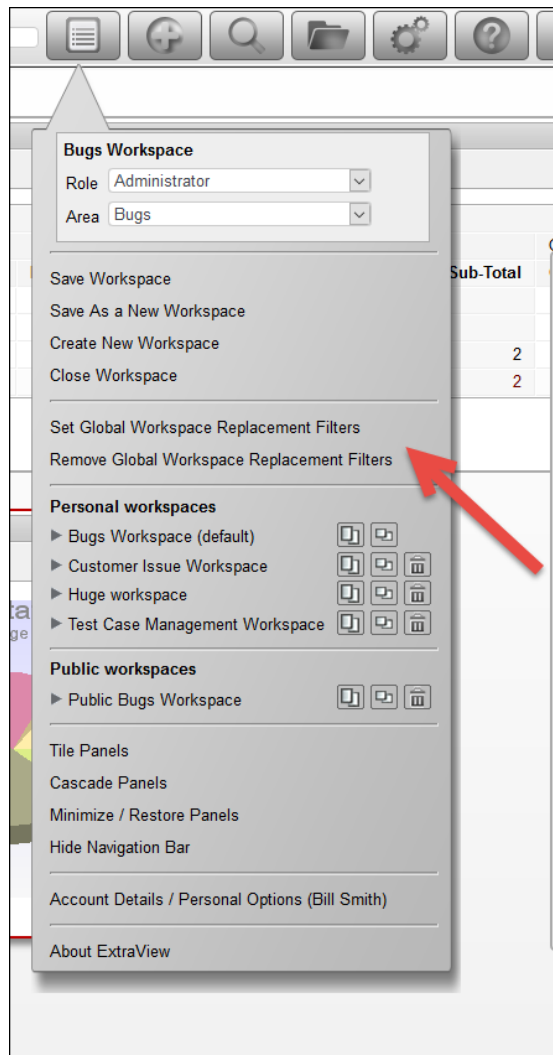 Bugs Workspace
Role Administrator
Area Bugs
Sub-Total
Save Workspace
Save As a New Workspace
Create New Workspace
2
Close Workspace
2
Set Global Workspace Replacement Filters
Remove Global Workspace Replacement Filters
Personal workspaces
Bugs Workspace (default)
Customer Issue Workspace
Huge workspace
Test Case Management Workspace
Public workspaces
Public Bugs Workspace
Tile Panels
Cascade Panels
Minimize / Restore Panels
Hide Navigation Bar
Account Details / Personal Options (Bill Smith)
About ExtraView